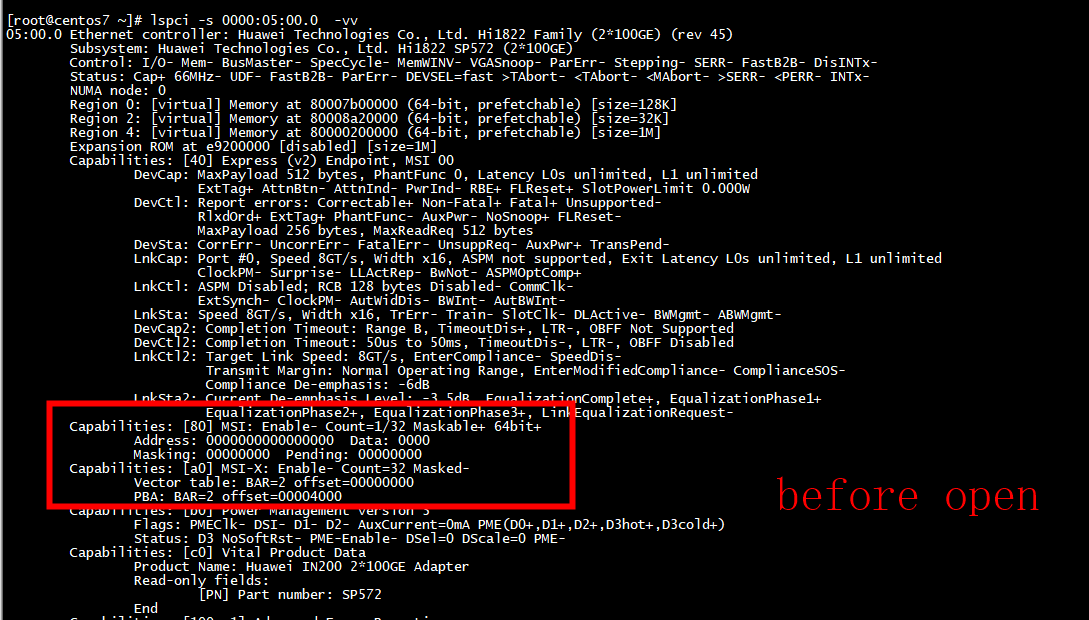 [root@centos7 ~]# lspci -s 0000:05:00.0  -vv
05:00.0 Ethernet controller: Huawei Technologies Co., Ltd. Hi1822 Family (2*100GE) (rev 45)
Subsystem: Huawei Technologies Co., Ltd. Hi1822 SP572 (2*100GE)
Control: I/O- Mem- BusMaster- SpecCycle- MemWINV- VGASnoop- ParErr- Stepping- SERR- FastB2B- DisINTx-
Status: Cap+ 66MHz- UDF- FastB2B- ParErr- DEVSEL=fast >TAbort- <TAbort- <MAbort- >SERR- <PERR- INTx-
NUMA node: 0
Region 0: [virtual] Memory at 80007b00000 (64-bit, prefetchable) [size=128K]
Region 2: [virtual] Memory at 80008a20000 (64-bit, prefetchable) [size=32K]
Region 4: [virtual] Memory at 80000200000 (64-bit, prefetchable) [size=1M]
Expansion ROM at e9200000 [disabled] [size=1M]
Capabilities: [40] Express (v2) Endpoint, MSI 00
DevCap: MaxPayload 512 bytes, PhantFunc 0, Latency L0s unlimited, L1 unlimited
ExtTag+ AttnBtn- AttnInd- PwrInd- RBE+ FLReset+ SlotPowerLimit 0.000W
DevCtl: Report errors: Correctable+ Non-Fatal+ Fatal+ Unsupported-
RlxdOrd+ ExtTag+ PhantFunc- AuxPwr- NoSnoop+ FLReset-
MaxPayload 256 bytes, MaxReadReq 512 bytes
DevSta: CorrErr- UncorrErr- FatalErr- UnsuppReq- AuxPwr+ TransPend-
LnkCap: Port #0, Speed 8GT/s, Width x16, ASPM not supported, Exit Latency L0s unlimited, L1 unlimited
ClockPM- Surprise- LLActRep- BwNot- ASPMOptComp+
LnkCtl: ASPM Disabled; RCB 128 bytes Disabled- CommClk-
ExtSynch- ClockPM- AutWidDis- BWInt- AutBWInt-
LnkSta: Speed 8GT/s, Width x16, TrErr- Train- SlotClk- DLActive- BWMgmt- ABWMgmt-
DevCap2: Completion Timeout: Range B, TimeoutDis+, LTR-, OBFF Not Supported
DevCtl2: Completion Timeout: 50us to 50ms, TimeoutDis-, LTR-, OBFF Disabled
LnkCtl2: Target Link Speed: 8GT/s, EnterCompliance- SpeedDis-
Transmit Margin: Normal Operating Range, EnterModifiedCompliance- ComplianceSOS-
Compliance De-emphasis: -6dB
LnkSta2: Current De-emphasis Level: -3.5dB, EqualizationComplete+, EqualizationPhase1+
EqualizationPhase2+, EqualizationPhase3+, LinkEqualizationRequest-
Capabilities: [80] MSI: Enable- Count=1/32 Maskable+ 64bit+
Address: 0000000000000000  Data: 0000
Masking: 00000000  Pending: 00000000
Capabilities: [a0] MSI-X: Enable- Count=32 Masked-
Vector table: BAR=2 offset=00000000
PBA: BAR=2 offset=00004000
before open
Capabilities: [b0] Power Management version 3
Flags: PMEClk- DSI- D1- D2- AuxCurrent=0mA PME(D0+,D1+,D2+,D3hot+,D3cold+)
Status: D3 NoSoftRst- PME-Enable- DSel=0 DScale=0 PME-
Capabilities: [c0] Vital Product Data
Product Name: Huawei IN200 2*100GE Adapter
Read-only fields:
[PN] Part number: SP572
End